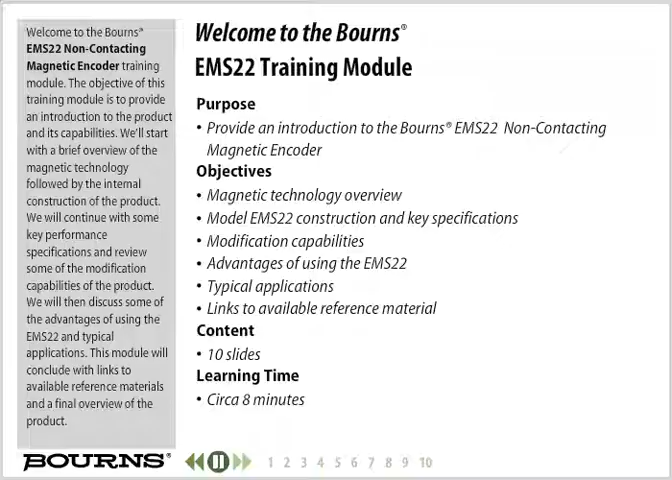 Welcome to the Bourns®
EMS22 Non-Contacting
Magnetic Encoder training
module. The objective of this
training module is to provide
an introduction to the product
and its capabilities. We'll start
with a brief overview of the
magnetic technology
followed by the internal
construction of the product.
We will continue with some
key performance
specifications and review
some of the modification
capabilities of the product.
We will then discuss some of
the advantages of using the
EMS22 and typical
applications. This module will
conclude with links to
available reference materials
and a final overview of the
product.
Welcome to the Bourns®
EMS22 Training Module
Purpose
• Provide an introduction to the Bourns® EMS22 Non-Contacting
Magnetic Encoder
Objectives
• Magnetic technology overview
• Model EMS22 construction and key specifications
• Modification capabilities
• Advantages of using the EMS22
• Typical applications
• Links to available reference material
Content
• 10 slides
Learning Time
• Circa 8 minutes
BOURNS®
1 2 3 4 5 6 7 8 9 10